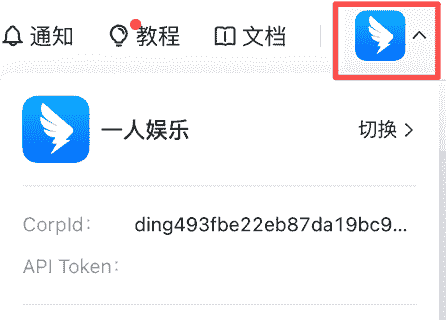 通知 教程 文档
一人娱乐 切换
CorpId： ding493fbe22eb87da19bc9...
API Token：